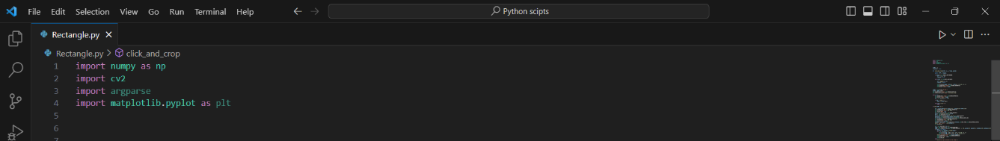 File Edit Selection View Go Run Terminal Help Python scipts
Rectangle.py
Rectangle.py > click_and_crop
1 import numpy as np
2 import cv2
3 import argparse
4 import matplotlib.pyplot as plt
5
6
7